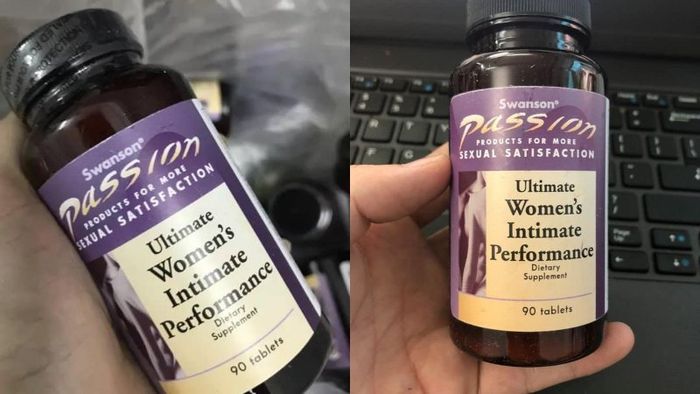 Swanson®
Passion
PRODUCTS FOR MORE
SEXUAL SATISFACTION
Ultimate
Women's
Intimate
Performance
Dietary
Supplement
90 tablets
Swanson®
Passion
PRODUCTS FOR MORE
SEXUAL SATISFACTION
Ultimate
Women's
Intimate
Performance
Dietary
Supplement
90 tablets